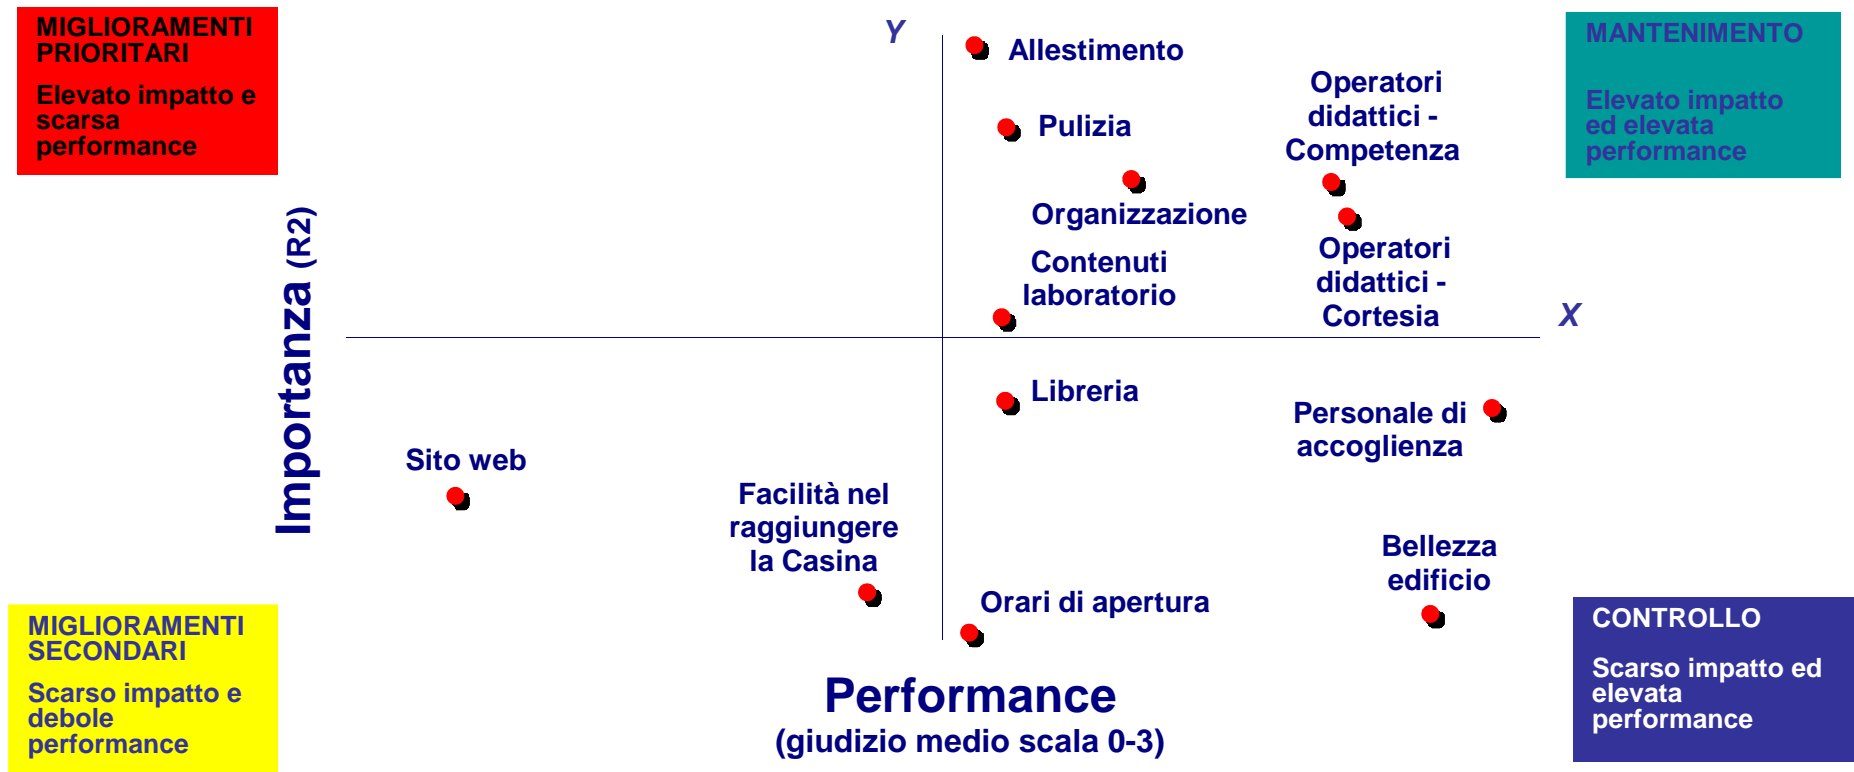 MIGLIORAMENTI
PRIORITARI
Elevato impatto e
scarsa
performance
Y
Allestimento
MANTENIMENTO
Elevato impatto
ed elevata
performance
Operatori
didattici -
Competenza
Pulizia
Organizzazione
Contenuti
laboratorio
Operatori
didattici -
Cortesia
X
Importanza (R2)
Libreria
Personale di
accoglienza
Sito web
Facilità nel
raggiungere
la Casina
Bellezza
edificio
Orari di apertura
MIGLIORAMENTI
SECONDARI
Scarso impatto e
debole
performance
CONTROLLO
Scarso impatto ed
elevata
performance
Performance
(giudizio medio scala 0-3)